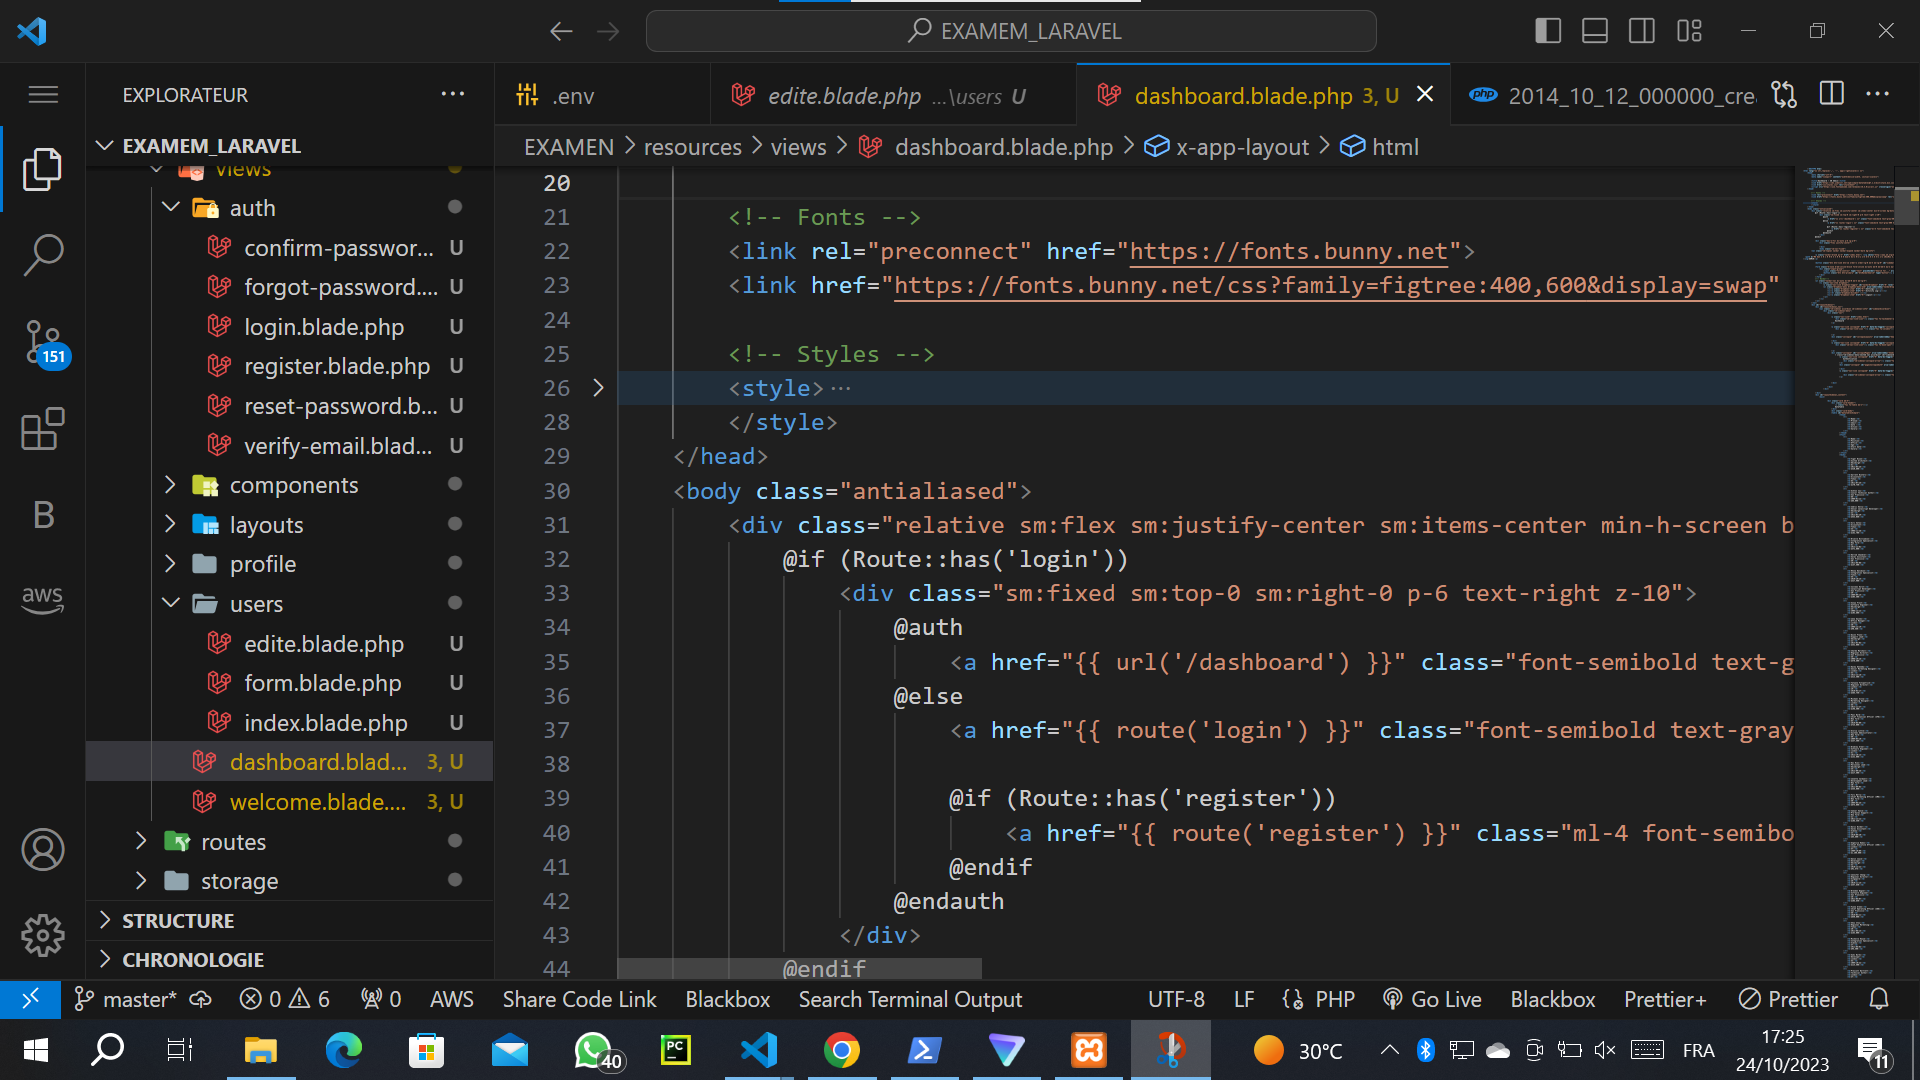 EXAMEM_LARAVEL
EXPLORATEUR
EXAMEM_LARAVEL
views
auth
confirm-passwor... U
forgot-password.... U
login.blade.php U
register.blade.php U
reset-password.b... U
verify-email.blad... U
components
layouts
profile
users
edite.blade.php U
form.blade.php U
index.blade.php U
dashboard.blad... 3, U
welcome.blade.... 3, U
routes
storage
STRUCTURE
CHRONOLOGIE
151
B
aws
.env
edite.blade.php ...\users U
dashboard.blade.php 3, U
php 2014_10_12_000000_cre
EXAMEN > resources > views > dashboard.blade.php > x-app-layout > html
20
21 <!-- Fonts -->
22 <link rel="preconnect" href="https://fonts.bunny.net">
23 <link href="https://fonts.bunny.net/css?family=figtree:400,600&display=swap"
24
25 <!-- Styles -->
26 <style>···
28 </style>
29 </head>
30 <body class="antialiased">
31 <div class="relative sm:flex sm:justify-center sm:items-center min-h-screen b
32 @if (Route::has('login'))
33 <div class="sm:fixed sm:top-0 sm:right-0 p-6 text-right z-10">
34 @auth
35 <a href="{{ url('/dashboard') }}" class="font-semibold text-g
36 @else
37 <a href="{{ route('login') }}" class="font-semibold text-gray
38
39 @if (Route::has('register'))
40 <a href="{{ route('register') }}" class="ml-4 font-semibo
41 @endif
42 @endauth
43 </div>
44 @endif
master* 0 6 0 AWS Share Code Link Blackbox Search Terminal Output UTF-8 LF PHP Go Live Blackbox Prettier+ Prettier
40 PC 30°C FRA 17:25
24/10/2023 11